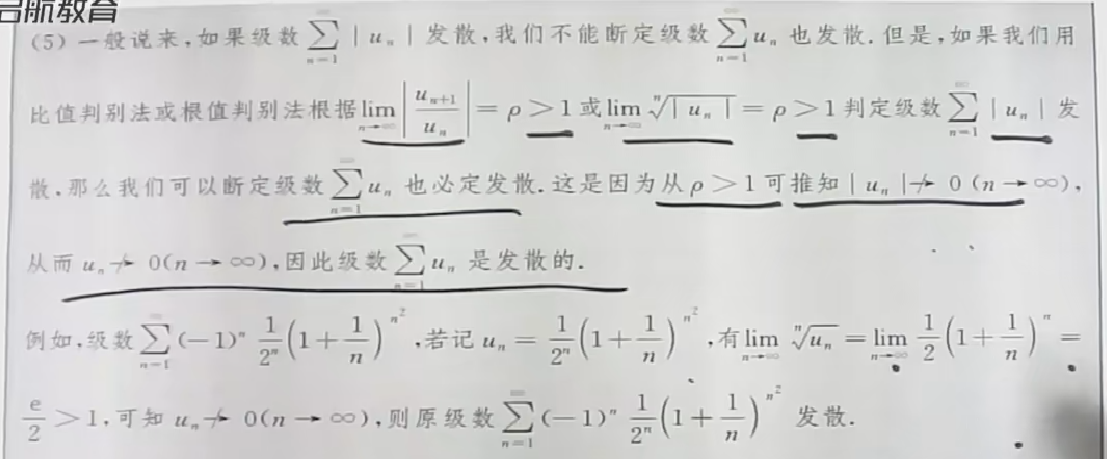 启航教育
(5) 一般说来,如果级数 $\sum_{n=1}^{\infty} |u_n|$ 发散,我们不能断定级数 $\sum_{n=1}^{\infty} u_n$ 也发散.但是,如果我们用
比值判别法或根值判别法根据 $\lim_{n\to\infty} \left|\frac{u_{n+1}}{u_n}\right| = \rho > 1$ 或 $\lim_{n\to\infty} \sqrt[n]{|u_n|} = \rho > 1$ 判定级数 $\sum_{n=1}^{\infty} |u_n|$ 发
散,那么我们可以断定级数 $\sum_{n=1}^{\infty} u_n$ 也必定发散.这是因为从 $\rho > 1$ 可推知 $|u_n| \not\to 0 (n \to \infty)$,
从而 $u_n \not\to 0 (n \to \infty)$,因此级数 $\sum_{n=1}^{\infty} u_n$ 是发散的.
例如,级数 $\sum_{n=1}^{\infty} (-1)^n \frac{1}{2^n}\left(1+\frac{1}{n}\right)^{n^2}$,若记 $u_n = \frac{1}{2^n}\left(1+\frac{1}{n}\right)^{n^2}$,有 $\lim_{n\to\infty} \sqrt[n]{u_n} = \lim_{n\to\infty} \frac{1}{2}\left(1+\frac{1}{n}\right)^n =$
$\frac{e}{2} > 1$,可知 $u_n \not\to 0 (n \to \infty)$,则原级数 $\sum_{n=1}^{\infty} (-1)^n \frac{1}{2^n}\left(1+\frac{1}{n}\right)^{n^2}$ 发散.